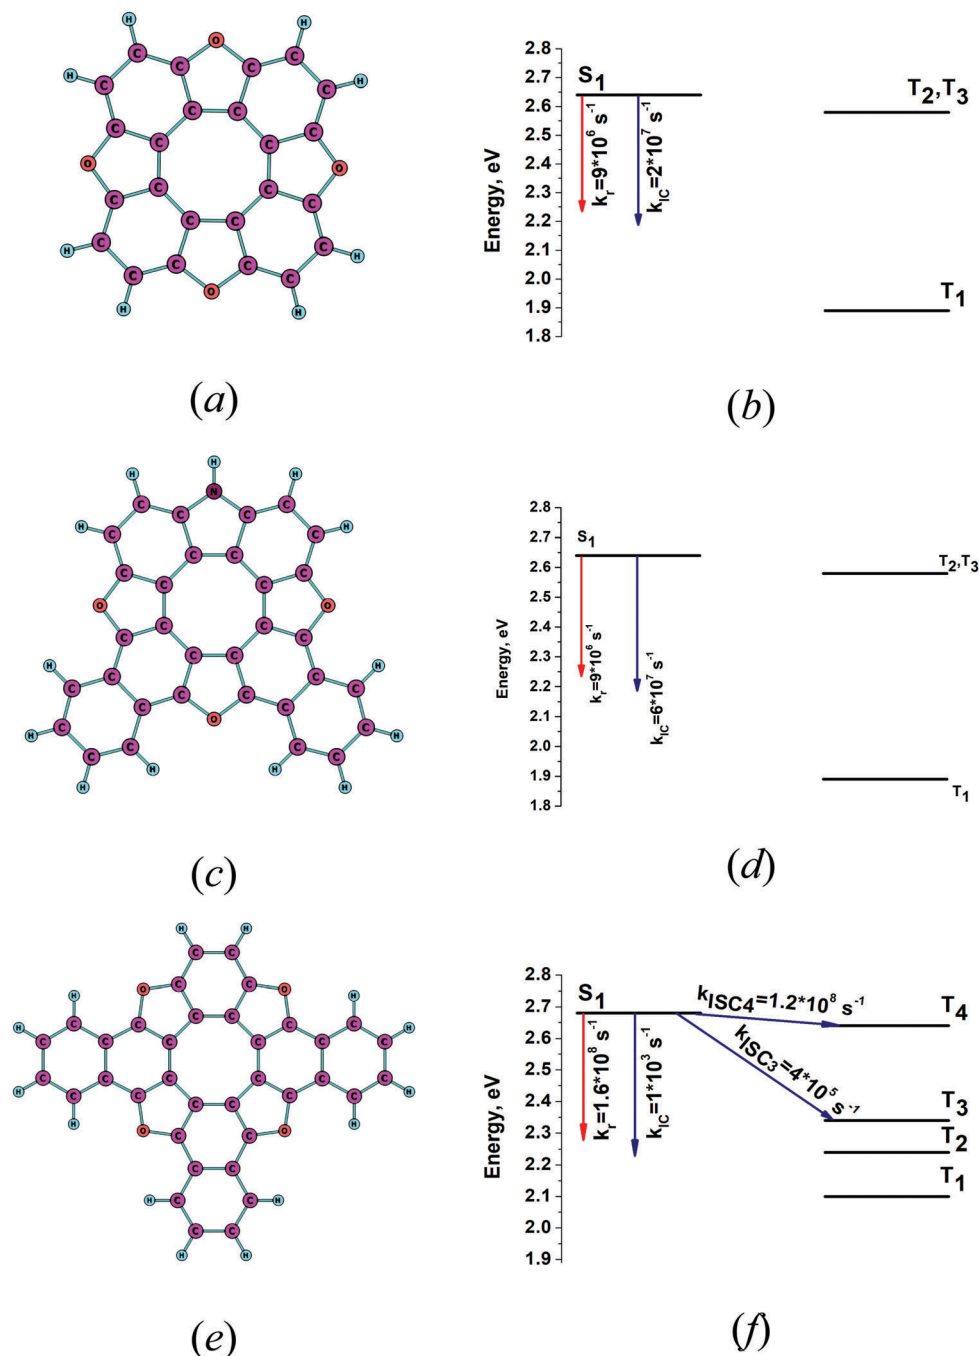 H H
C C O C C
H C C H
C C C C
C C
O O
C C
C C C C
H C C H
C C O C C
H H
(a)
Energy, eV
2.8
2.7
2.6
2.5
2.4
2.3
2.2
2.1
2.0
1.9
1.8
S1
kr=9*10^6 s^-1
kIC=2*10^7 s^-1
T2,T3
T1
(b)
H H H
N
C C C C
H C C H
C C
C C C C
O O
C C C C
C C C C
H C C C O C C C H
H C C C C H
C C
H H H H
(c)
Energy, eV
2.8
2.7
2.6
2.5
2.4
2.3
2.2
2.1
2.0
1.9
1.8
S1
kr=9*10^6 s^-1
kIC=6*10^7 s^-1
T2,T3
T1
(d)
H H
C C
H O C C O H
H C C C C C C H
C C C C
H C C C C C C H
H O C C C C O H
C C
H C C H
C C
H H
(e)
Energy, eV
2.8
2.7
2.6
2.5
2.4
2.3
2.2
2.1
2.0
1.9
S1
kr=1.6*10^8 s^-1
kIC=1*10^3 s^-1
kISC4=1.2*10^8 s^-1
kISC3=4*10^5 s^-1
T4
T3
T2
T1
(f)